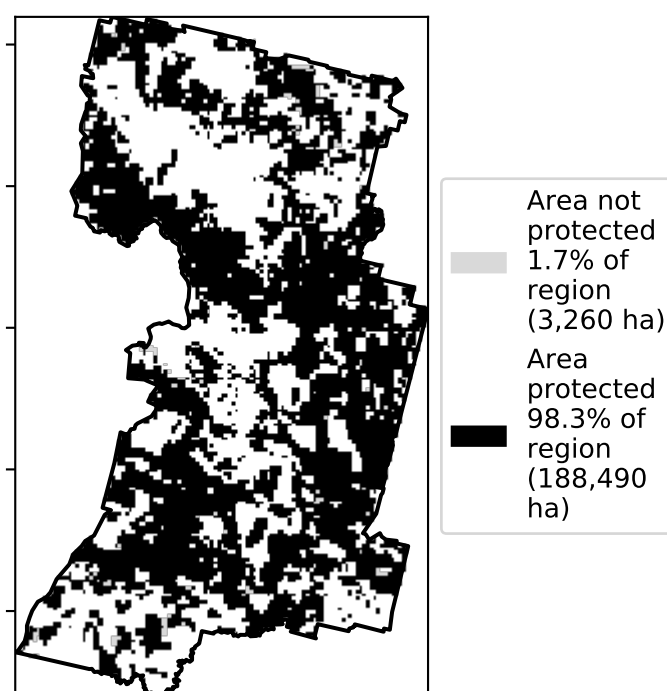 Area not
protected
1.7% of
region
(3,260 ha)
Area
protected
98.3% of
region
(188,490
ha)